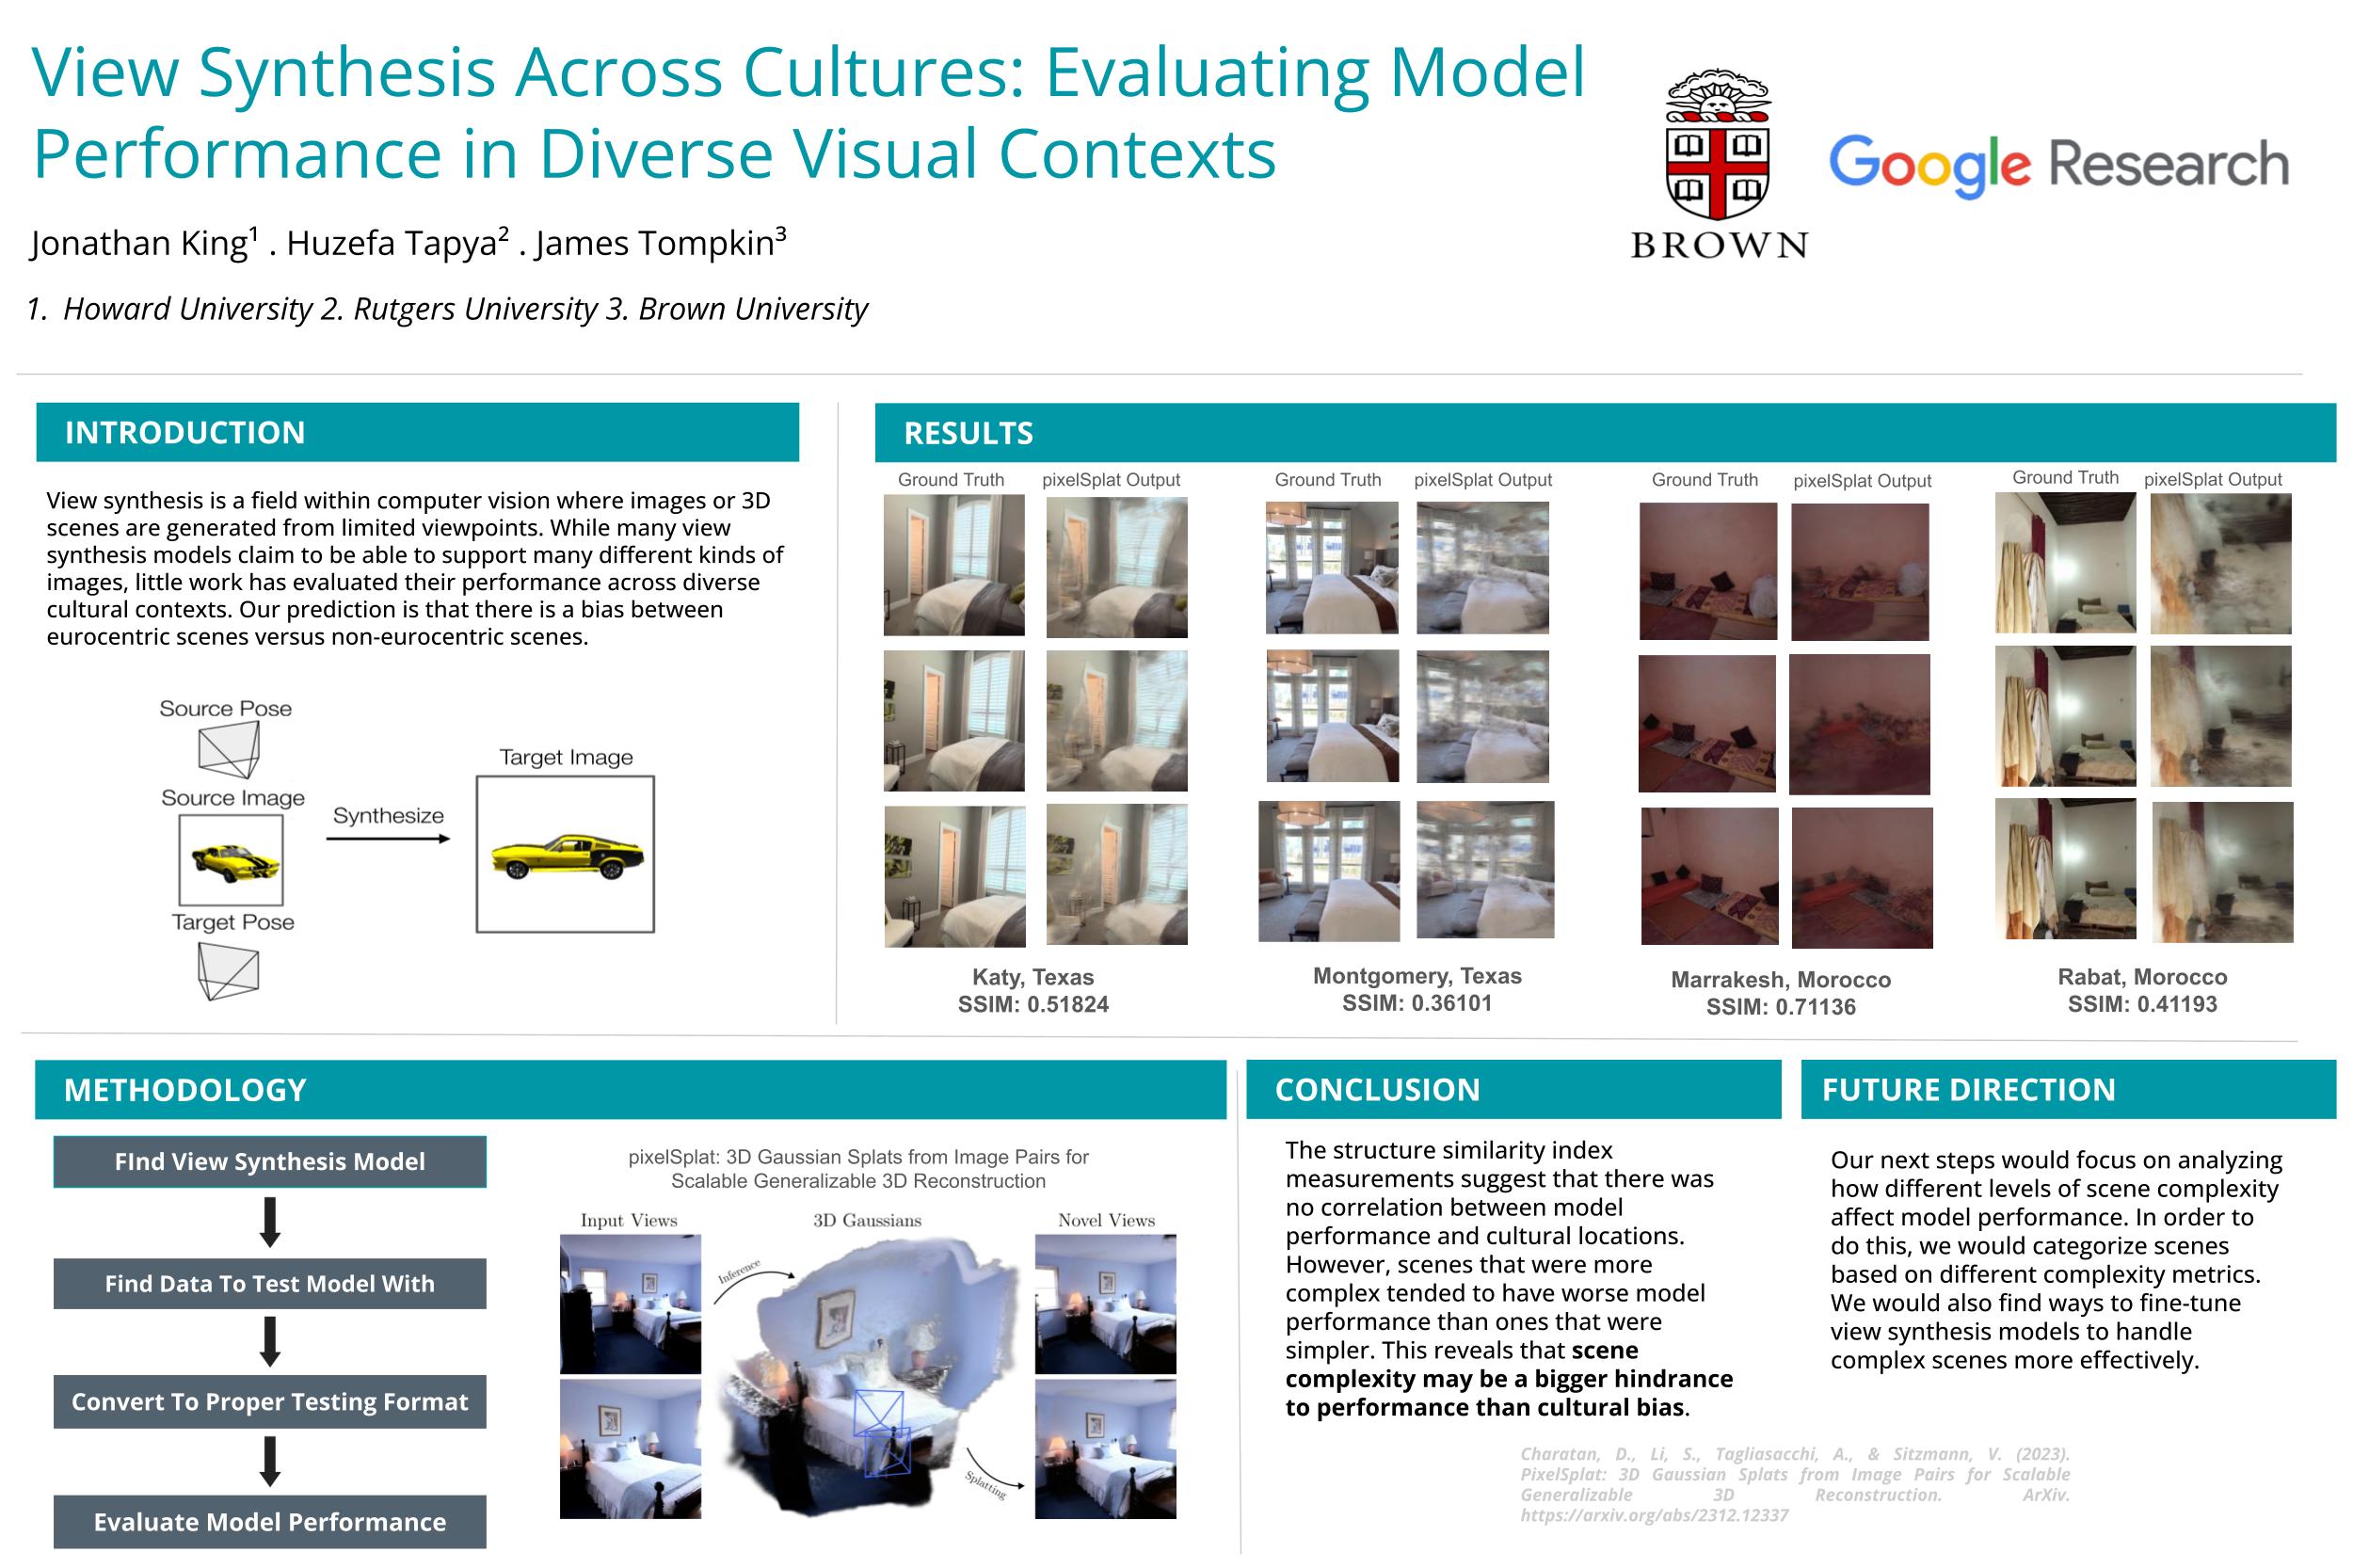 View Synthesis Across Cultures: Evaluating Model
Performance in Diverse Visual Contexts
Jonathan King¹ . Huzefa Tapya² . James Tompkin³
1. Howard University 2. Rutgers University 3. Brown University
BROWN
Google Research
INTRODUCTION
View synthesis is a field within computer vision where images or 3D
scenes are generated from limited viewpoints. While many view
synthesis models claim to be able to support many different kinds of
images, little work has evaluated their performance across diverse
cultural contexts. Our prediction is that there is a bias between
eurocentric scenes versus non-eurocentric scenes.
Source Pose
Source Image
Target Pose
Synthesize
Target Image
RESULTS
Ground Truth pixelSplat Output
Ground Truth pixelSplat Output
Ground Truth pixelSplat Output
Ground Truth pixelSplat Output
Katy, Texas
SSIM: 0.51824
Montgomery, Texas
SSIM: 0.36101
Marrakesh, Morocco
SSIM: 0.71136
Rabat, Morocco
SSIM: 0.41193
METHODOLOGY
FInd View Synthesis Model
Find Data To Test Model With
Convert To Proper Testing Format
Evaluate Model Performance
pixelSplat: 3D Gaussian Splats from Image Pairs for
Scalable Generalizable 3D Reconstruction
Input Views
3D Gaussians
Novel Views
Inference
Splatting
CONCLUSION
The structure similarity index
measurements suggest that there was
no correlation between model
performance and cultural locations.
However, scenes that were more
complex tended to have worse model
performance than ones that were
simpler. This reveals that scene
complexity may be a bigger hindrance
to performance than cultural bias.
FUTURE DIRECTION
Our next steps would focus on analyzing
how different levels of scene complexity
affect model performance. In order to
do this, we would categorize scenes
based on different complexity metrics.
We would also find ways to fine-tune
view synthesis models to handle
complex scenes more effectively.
Charatan, D., Li, S., Tagliasacchi, A., & Sitzmann, V. (2023).
PixelSplat: 3D Gaussian Splats from Image Pairs for Scalable
Generalizable 3D Reconstruction. ArXiv.
https://arxiv.org/abs/2312.12337